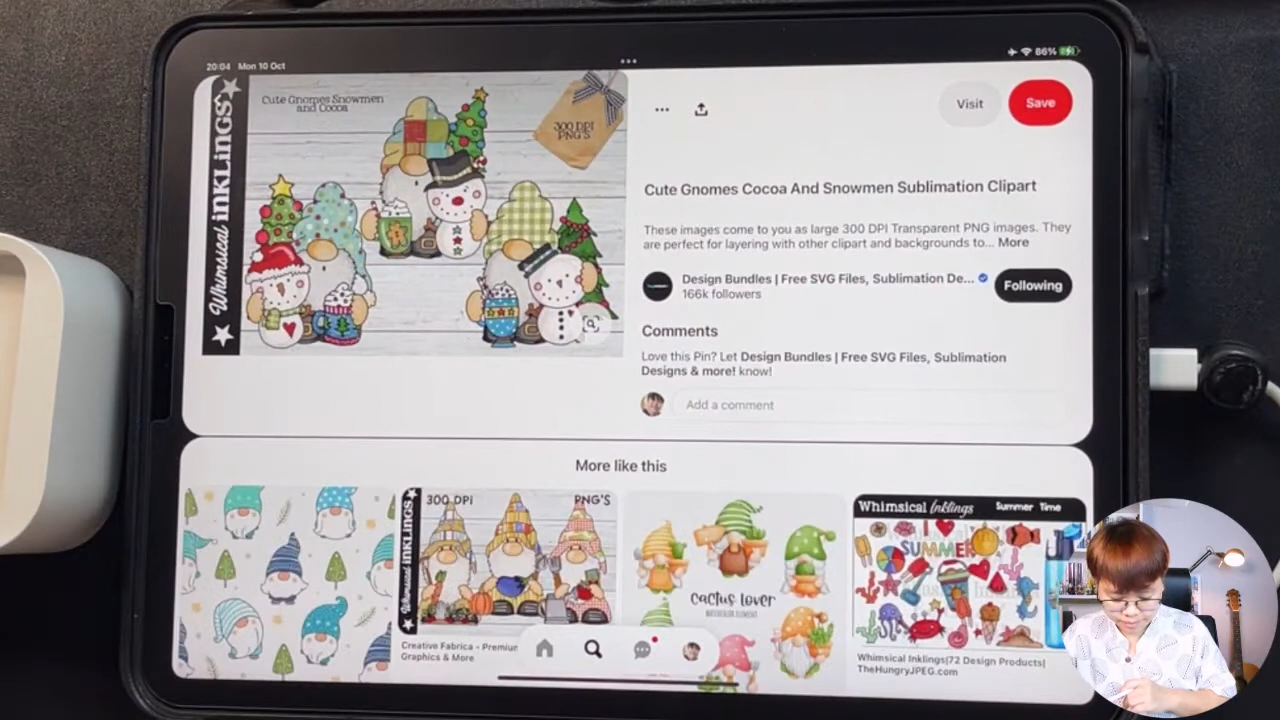 20:04 Mon 10 Oct
86%
Whimsical INKLINGS
Cute Gnomes Snowmen
and Cocoa
300 DPI
PNG'S
Visit
Save
Cute Gnomes Cocoa And Snowmen Sublimation Clipart
These images come to you as large 300 DPI Transparent PNG images. They
are perfect for layering with other clipart and backgrounds to... More
Design Bundles | Free SVG Files, Sublimation De...
166k followers
Following
Comments
Love this Pin? Let Design Bundles | Free SVG Files, Sublimation
Designs & more! know!
Add a comment
More like this
Whimsical INKLINGS
300 DPI
PNG'S
Creative Fabrica - Premium
Graphics & More
cactus lover
Whimsical Inklings
Summer Time
SUMMER
Whimsical Inklings|72 Design Products|
TheHungryJPEG.com